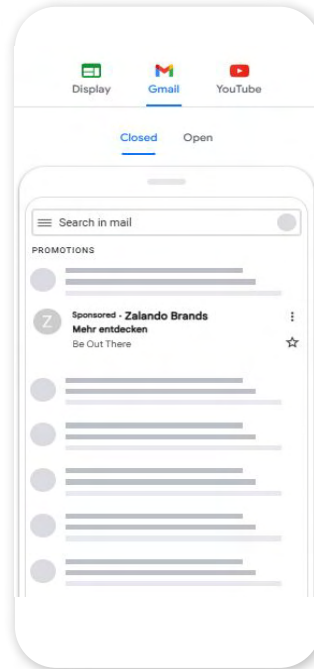 Display Gmail YouTube
Closed Open
Search in mail
PROMOTIONS
Z
Sponsored - Zalando Brands
Mehr entdecken
Be Out There